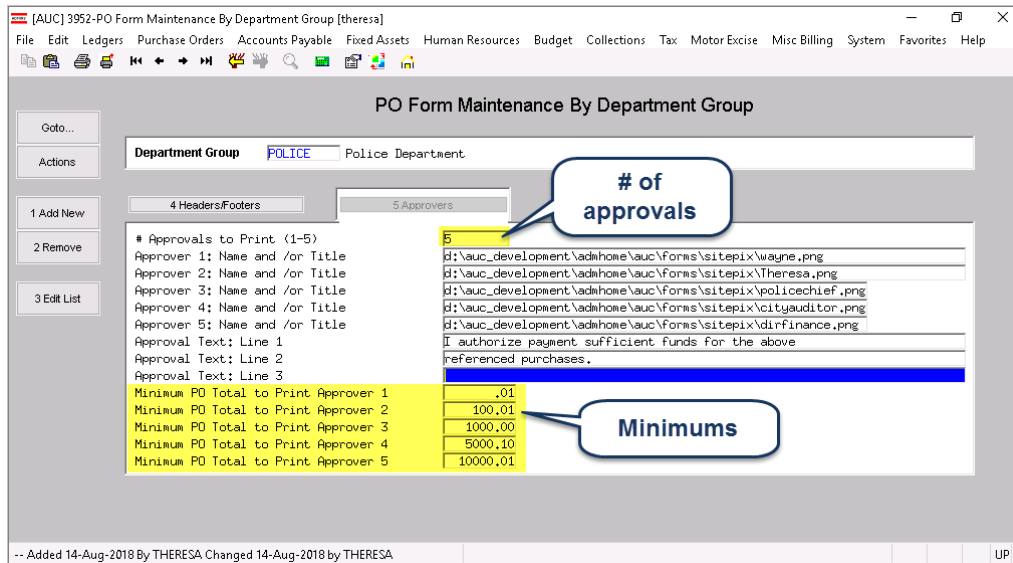 [AUC] 3952-PO Form Maintenance By Department Group [theresa]
File Edit Ledgers Purchase Orders Accounts Payable Fixed Assets Human Resources Budget Collections Tax Motor Excise Misc Billing System Favorites Help
PO Form Maintenance By Department Group
Goto...
Actions
Department Group POLICE Police Department
# of
approvals
1 Add New
2 Remove
3 Edit List
4 Headers/Footers 5 Approvers
# Approvals to Print (1-5) 5
Approver 1: Name and /or Title d:\auc_development\admhome\auc\forms\sitepix\wayne.png
Approver 2: Name and /or Title d:\auc_development\admhome\auc\forms\sitepix\Theresa.png
Approver 3: Name and /or Title d:\auc_development\admhome\auc\forms\sitepix\policechief.png
Approver 4: Name and /or Title d:\auc_development\admhome\auc\forms\sitepix\cityauditor.png
Approver 5: Name and /or Title d:\auc_development\admhome\auc\forms\sitepix\dirfinance.png
Approval Text: Line 1 I authorize payment sufficient funds for the above
Approval Text: Line 2 referenced purchases.
Approval Text: Line 3
Minimum PO Total to Print Approver 1 .01
Minimum PO Total to Print Approver 2 100.01
Minimum PO Total to Print Approver 3 1000.00
Minimum PO Total to Print Approver 4 5000.10
Minimum PO Total to Print Approver 5 10000.01
Minimums
-- Added 14-Aug-2018 By THERESA Changed 14-Aug-2018 by THERESA
UP